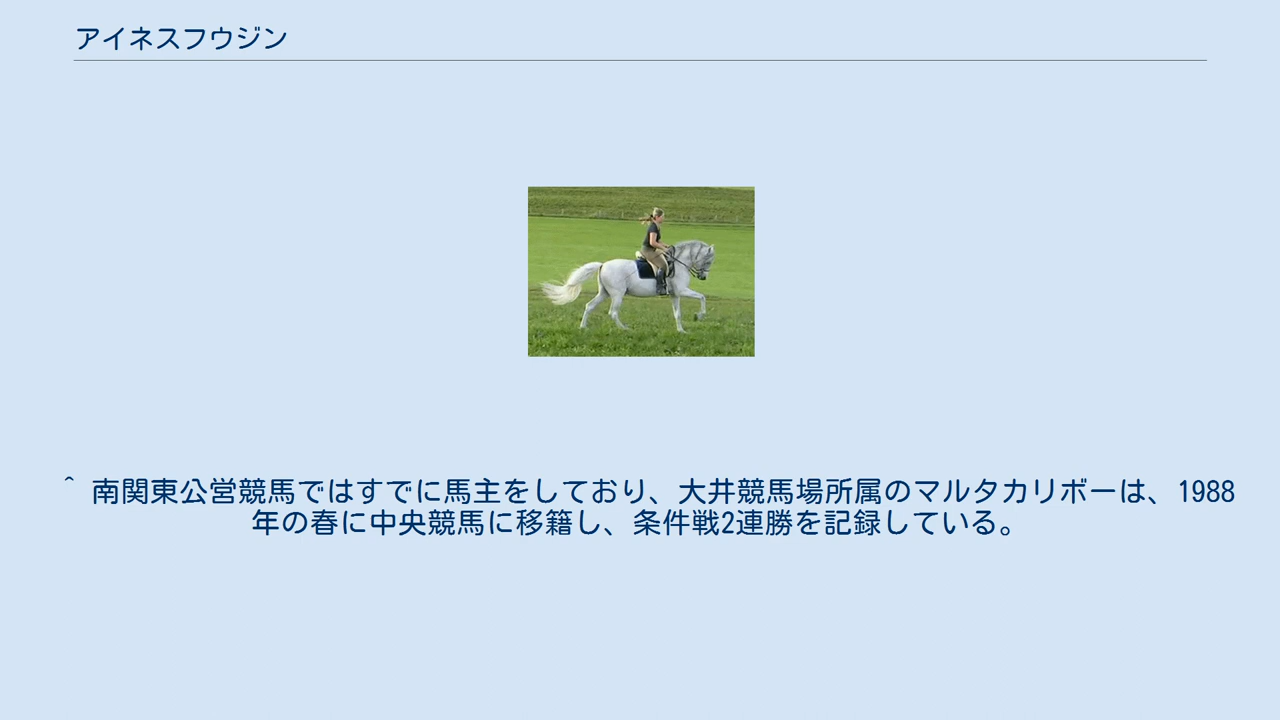 アイネスフウジン
^ 南関東公営競馬ではすでに馬主をしており、大井競馬場所属のマルタカリボーは、1988
年の春に中央競馬に移籍し、条件戦2連勝を記録している。